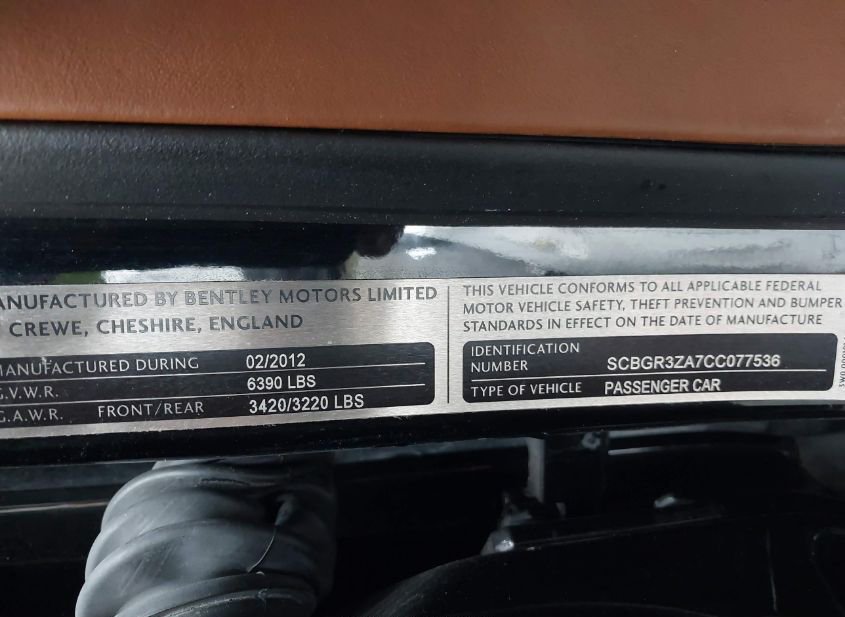 ANUFACTURED BY BENTLEY MOTORS LIMITED
CREWE, CHESHIRE, ENGLAND
MANUFACTURED DURING 02/2012
G.V.W.R. 6390 LBS
G.A.W.R. FRONT/REAR 3420/3220 LBS
THIS VEHICLE CONFORMS TO ALL APPLICABLE FEDERAL
MOTOR VEHICLE SAFETY, THEFT PREVENTION AND BUMPER
STANDARDS IN EFFECT ON THE DATE OF MANUFACTURE
IDENTIFICATION
NUMBER SCBGR3ZA7CC077536
TYPE OF VEHICLE PASSENGER CAR